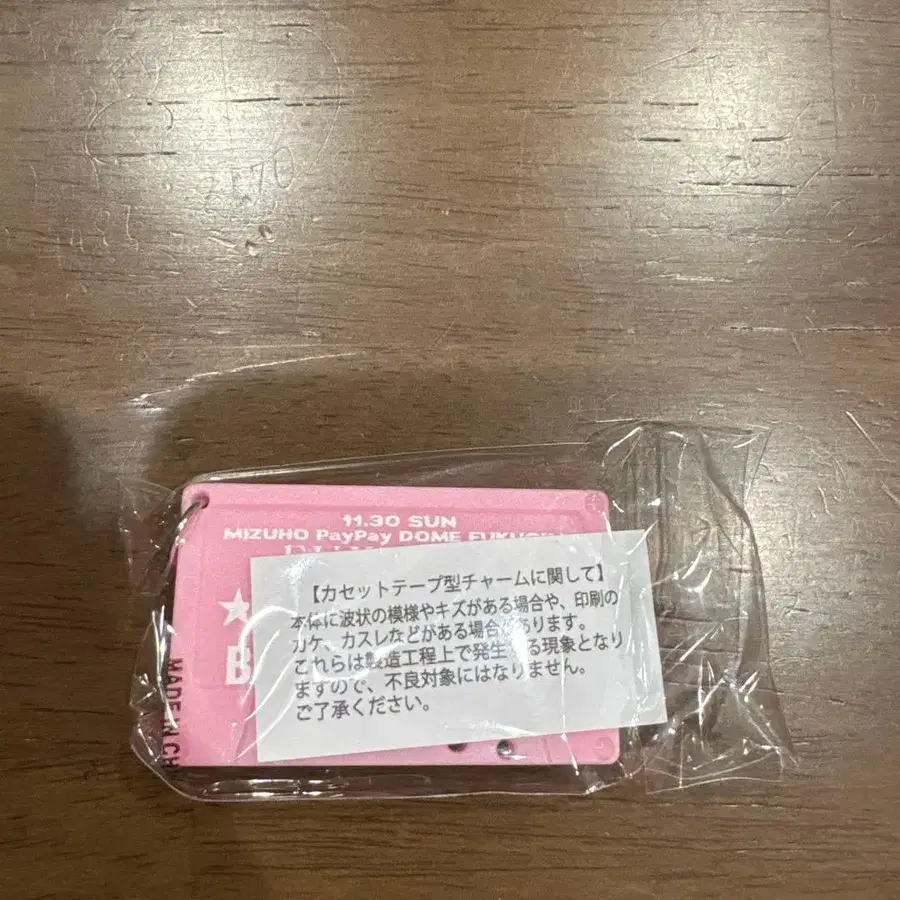 11.30 SUN
MIZUHO PayPay DOME
【カセットテープ型チャームに関して】
本体に波状の模様やキズがある場合や、印刷の
カケ、カスレなどがある場合があります。
これらは製造工程上で発生する現象となり
ますので、不良対象にはなりません。
ご了承ください。
MADE IN